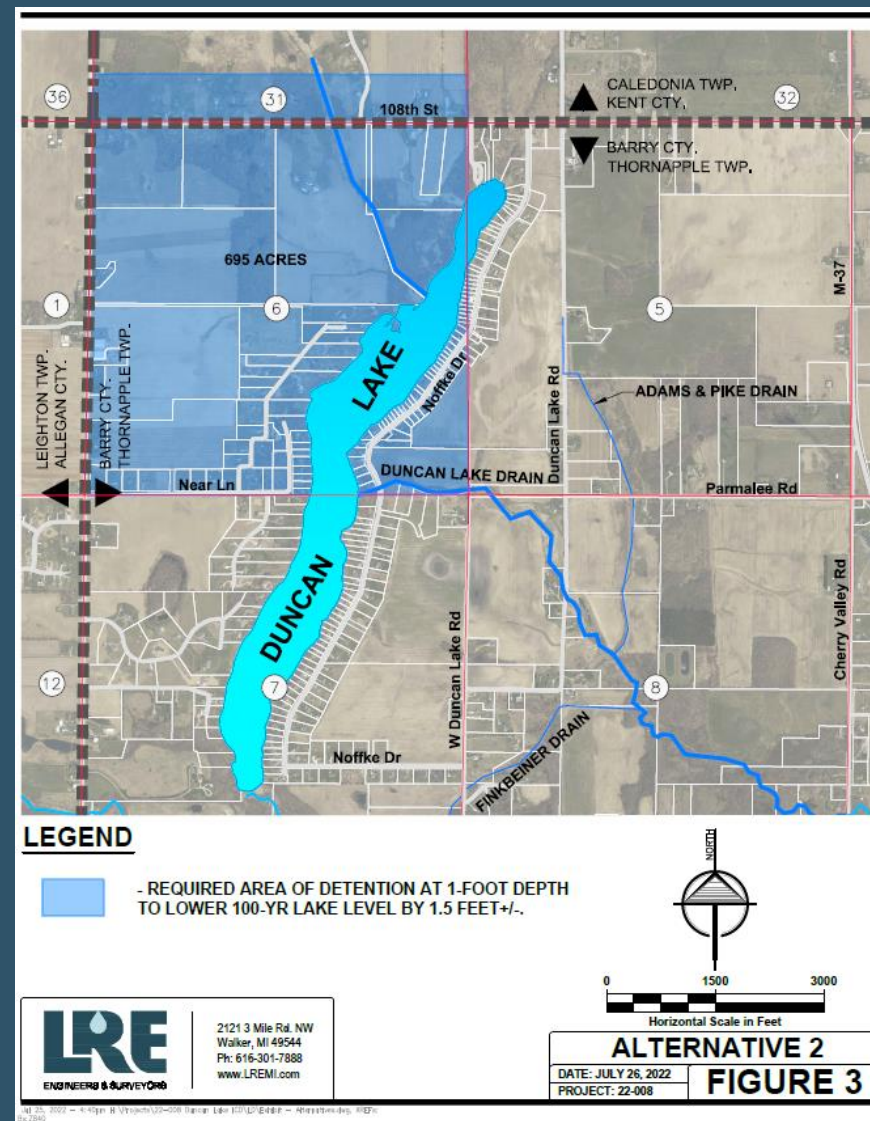 36
31
108th St
CALEDONIA TWP.
KENT CTY.
32
BARRY CTY.
THORNAPPLE TWP.
695 ACRES
1
6
5
M-37
LEIGHTON TWP.
ALLEGAN CTY.
BARRY CTY.
THORNAPPLE TWP.
LAKE
Noffke Dr
Duncan Lake Rd
ADAMS & PIKE DRAIN
DUNCAN LAKE DRAIN
Near Ln
Parmalee Rd
DUNCAN
W Duncan Lake Rd
Cherry Valley Rd
12
7
8
Noffke Dr
FINKBEINER DRAIN
LEGEND
- REQUIRED AREA OF DETENTION AT 1-FOOT DEPTH
TO LOWER 100-YR LAKE LEVEL BY 1.5 FEET+/-.
NORTH
0 1500 3000
Horizontal Scale in Feet
LRE
ENGINEERS & SURVEYORS
2121 3 Mile Rd. NW
Walker, MI 49544
Ph: 616-301-7888
www.LREMI.com
ALTERNATIVE 2
DATE: JULY 26, 2022
PROJECT: 22-008
FIGURE 3